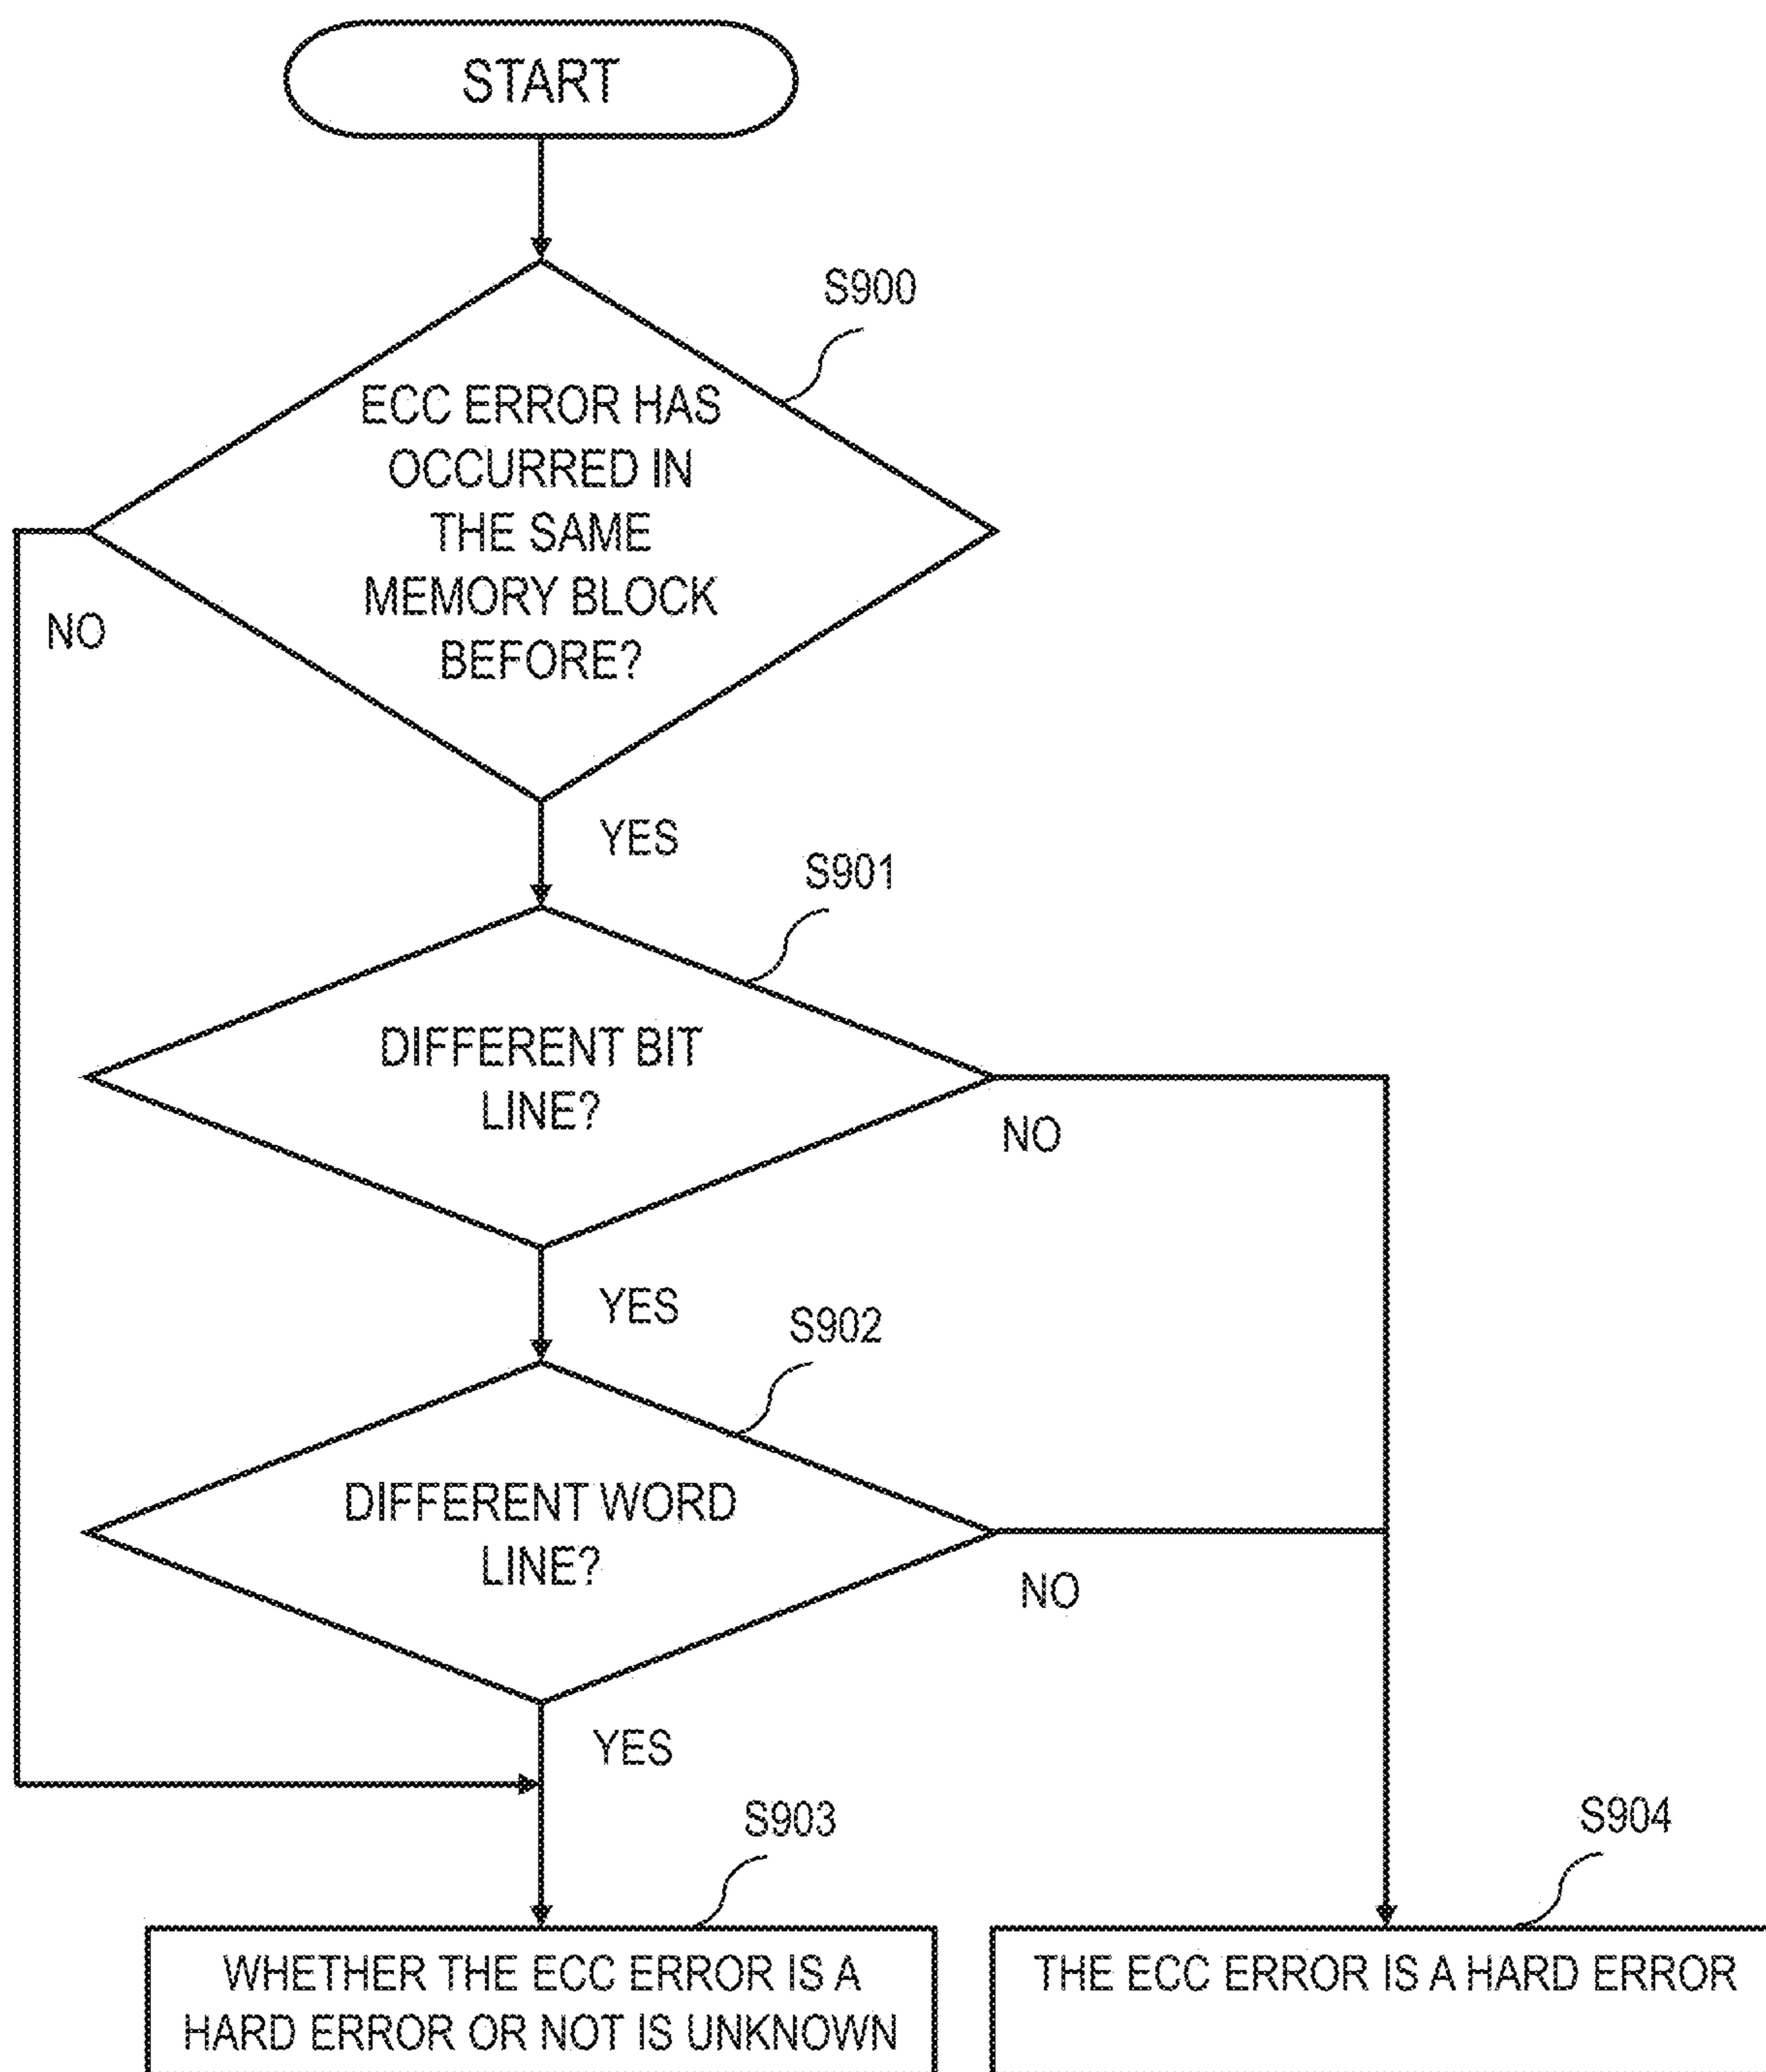 START
S900
ECC ERROR HAS
OCCURRED IN
THE SAME
MEMORY BLOCK
BEFORE?
NO
YES
S901
DIFFERENT BIT
LINE?
NO
YES
S902
DIFFERENT WORD
LINE?
NO
YES
S903
S904
WHETHER THE ECC ERROR IS A
HARD ERROR OR NOT IS UNKNOWN
THE ECC ERROR IS A HARD ERROR